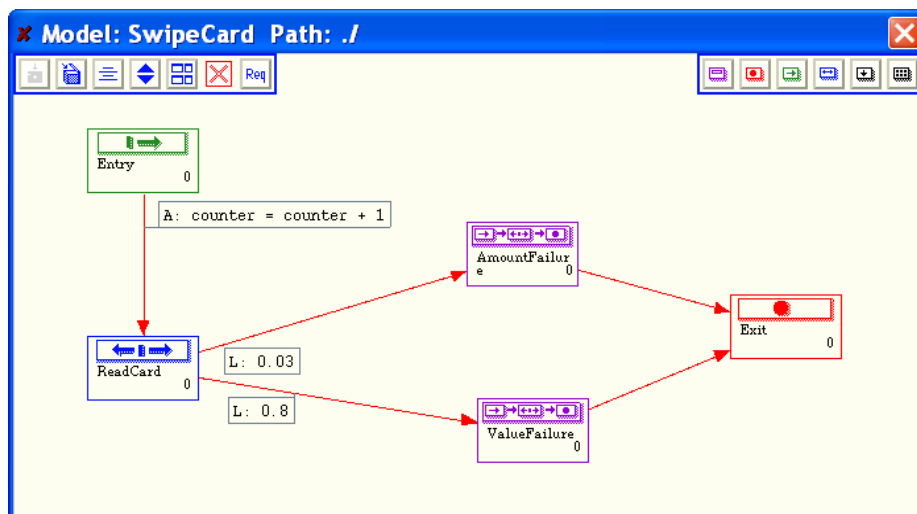 Model: SwipeCard Path: ./
Req
Entry
0
A: counter = counter + 1
AmountFailur
e 0
Exit
0
ReadCard
0
L: 0.03
L: 0.8
ValueFailure
0